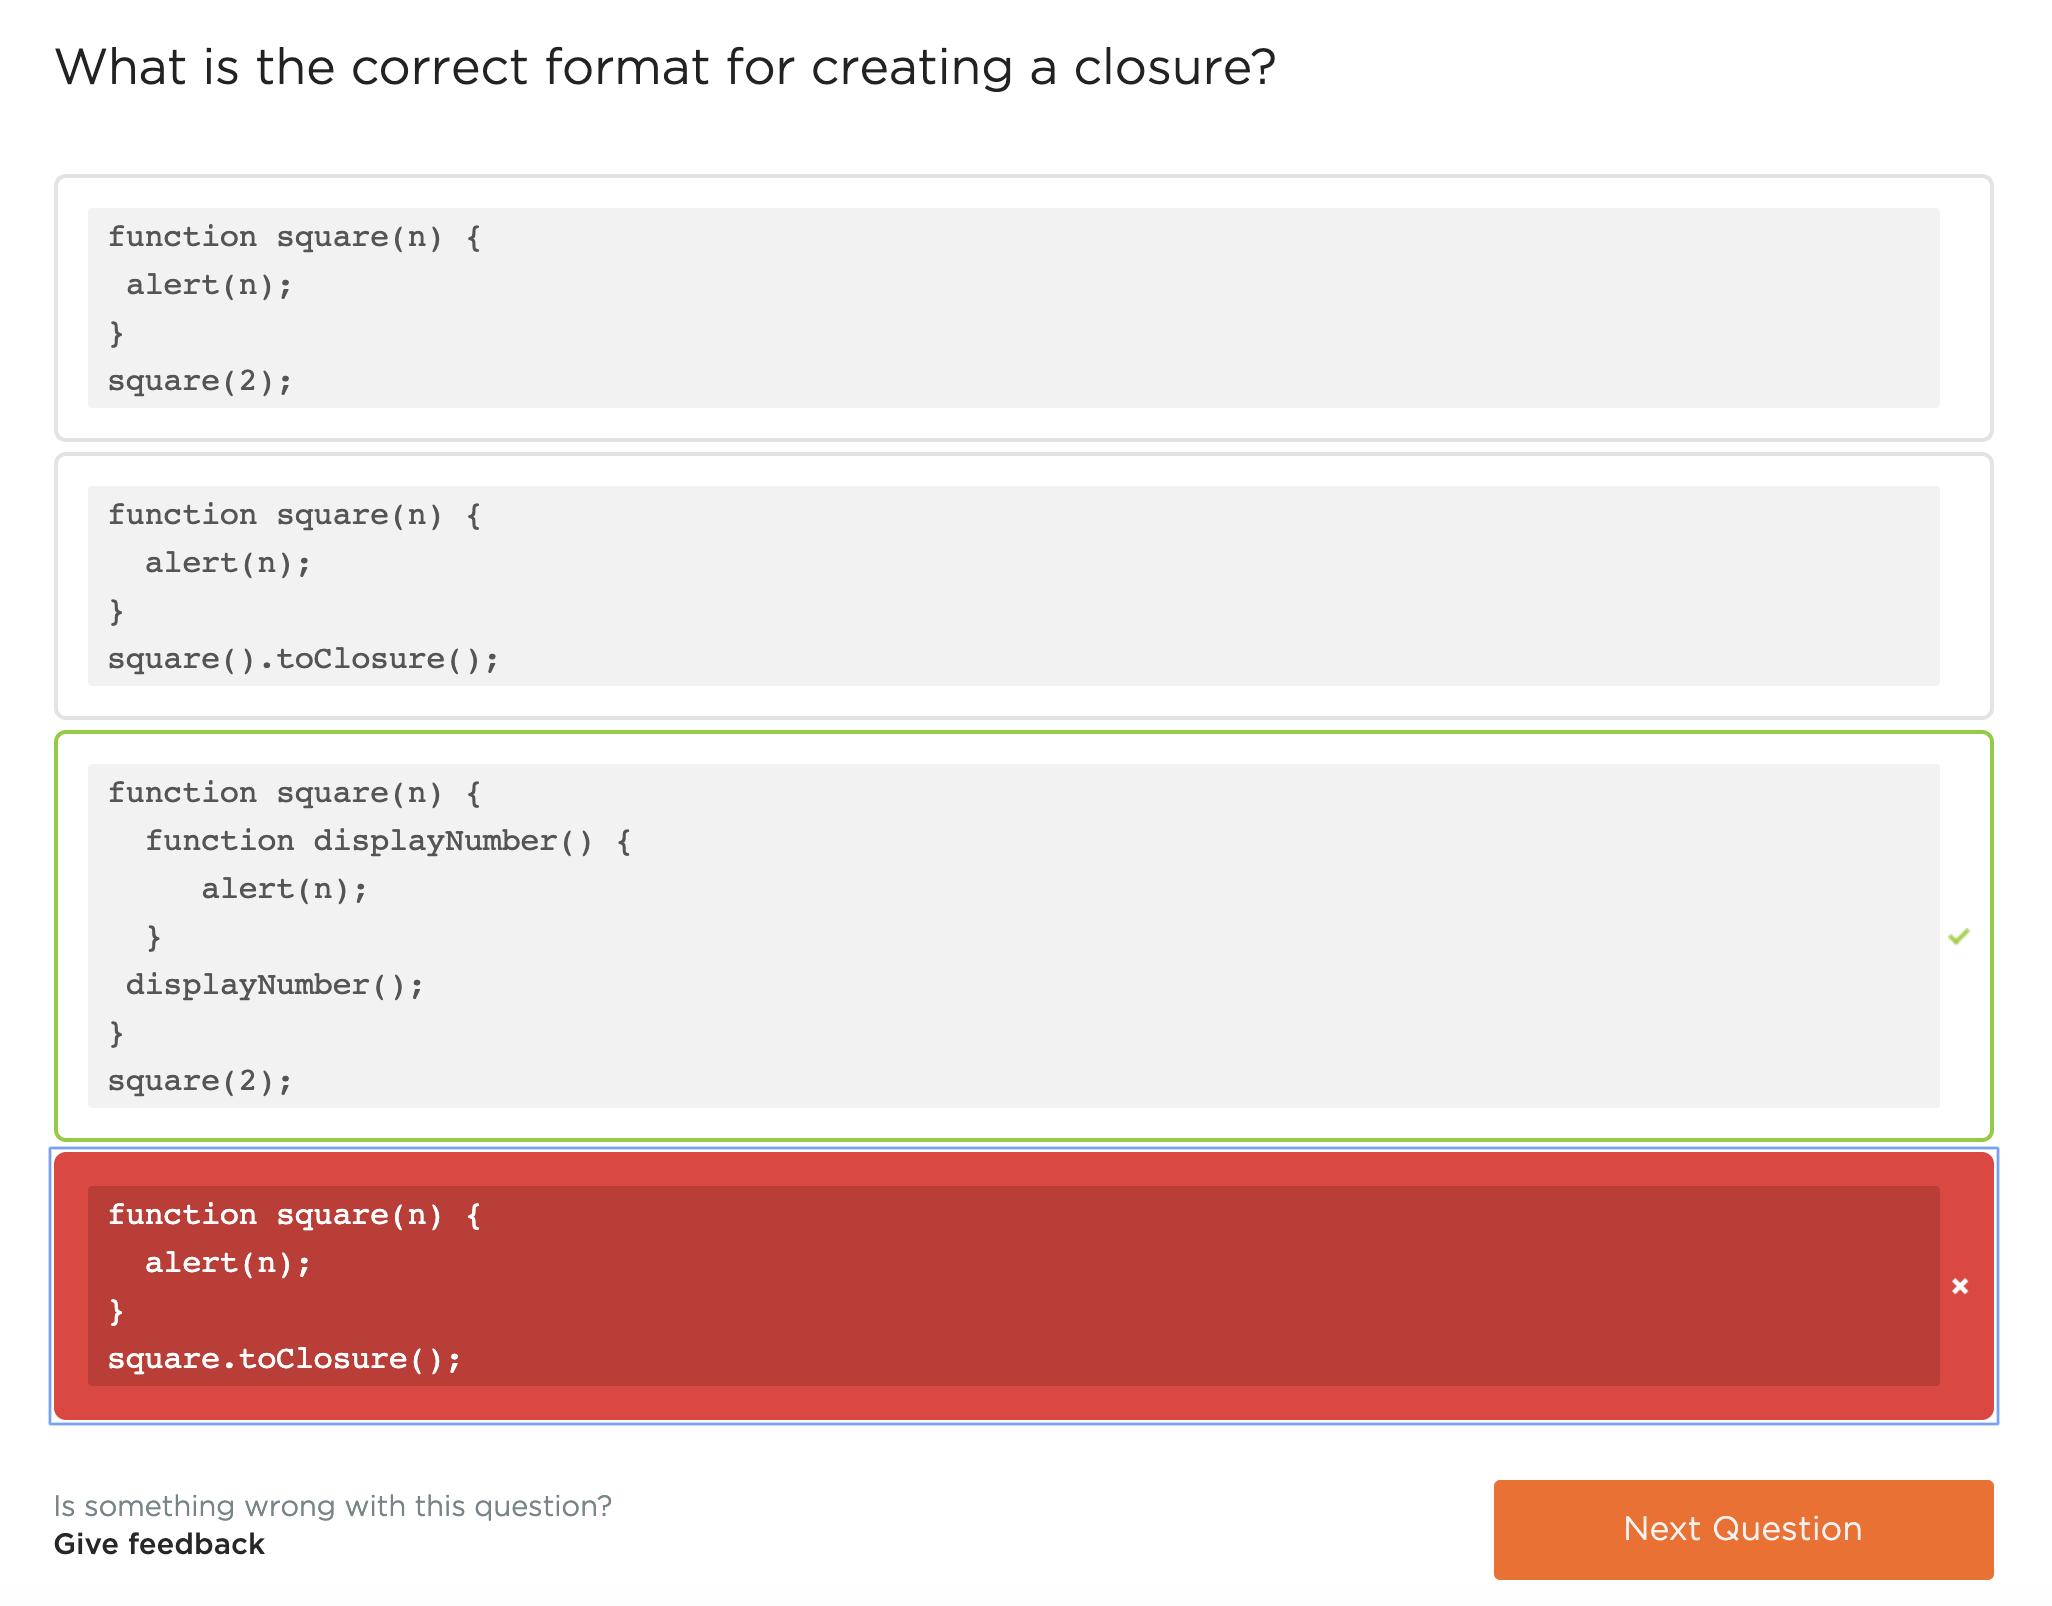 What is the correct format for creating a closure?
function square(n) {
 alert(n);
}
square(2);
function square(n) {
  alert(n);
}
square().toClosure();
function square(n) {
  function displayNumber() {
     alert(n);
  }
 displayNumber();
}
square(2);
function square(n) {
  alert(n);
}
square.toClosure();
Is something wrong with this question?
Give feedback
Next Question